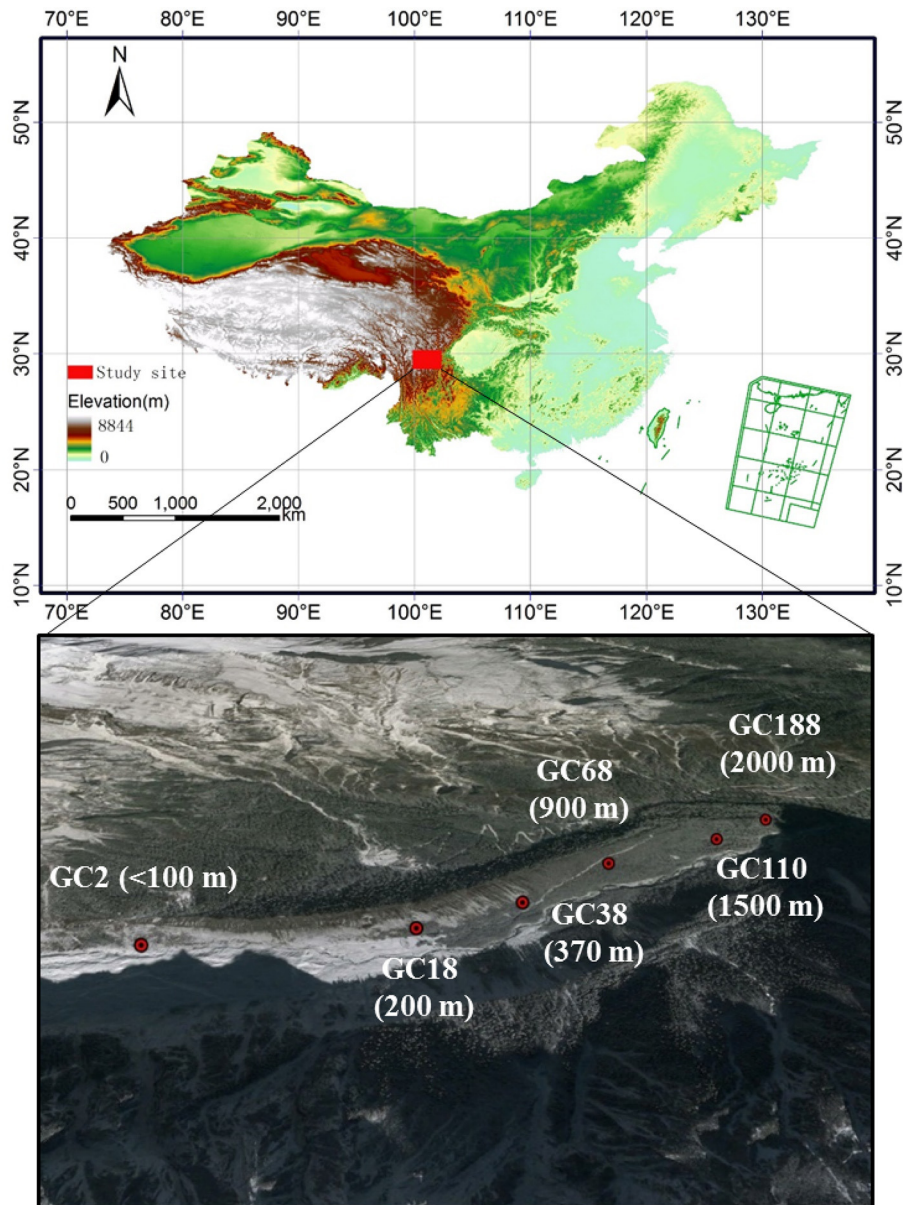 70°E 80°E 90°E 100°E 110°E 120°E 130°E
N
50°N 50°N
40°N 40°N
30°N 30°N
Study site
Elevation(m)
8844
0
20°N 20°N
0 500 1,000 2,000
km
10°N 10°N
70°E 80°E 90°E 100°E 110°E 120°E 130°E
GC188
(2000 m)
GC68
(900 m)
GC2 (<100 m)
GC110
(1500 m)
GC38
(370 m)
GC18
(200 m)